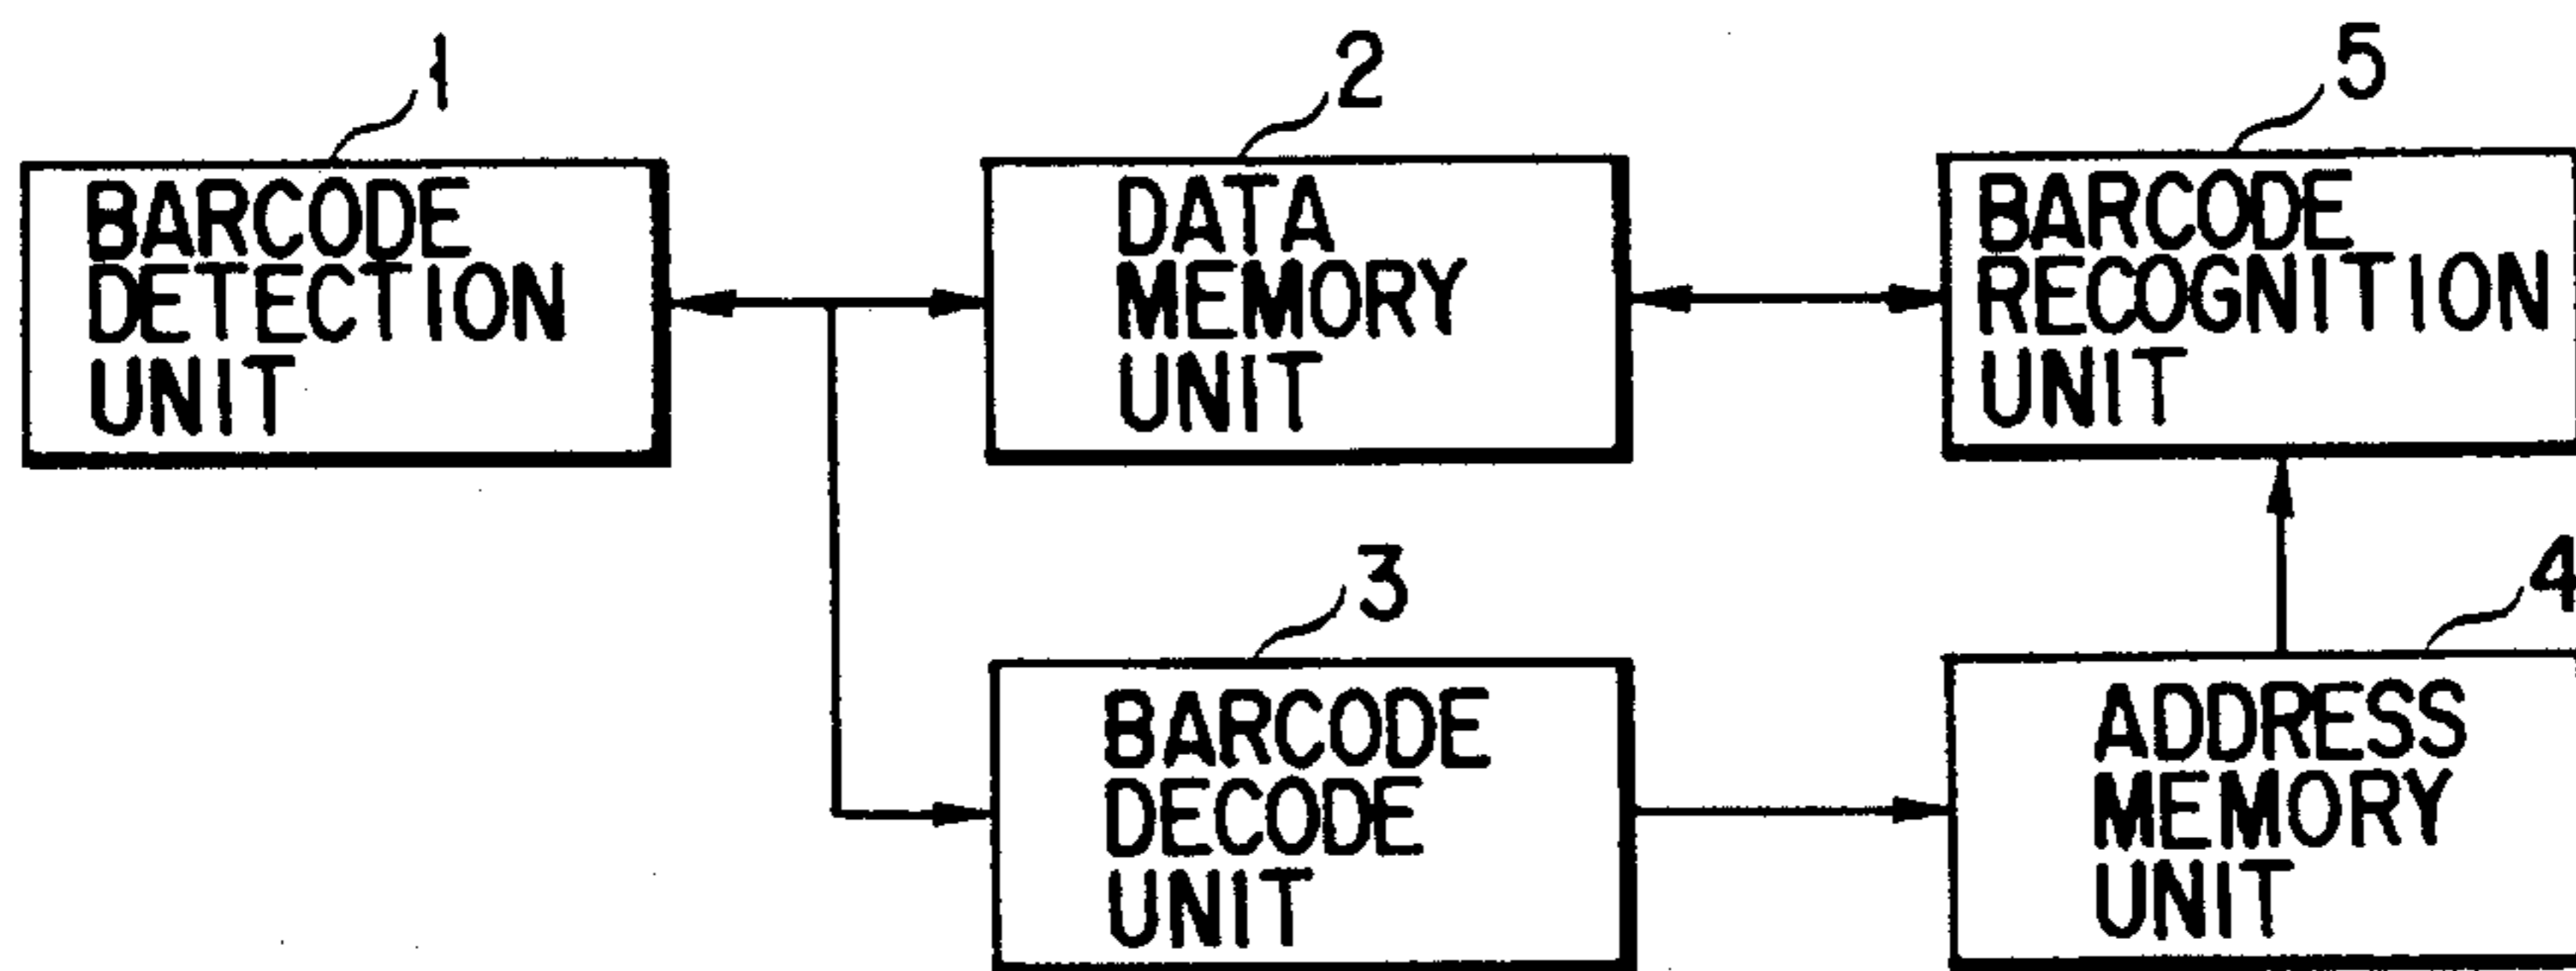 1
BARCODE
DETECTION
UNIT
2
DATA
MEMORY
UNIT
5
BARCODE
RECOGNITION
UNIT
3
BARCODE
DECODE
UNIT
4
ADDRESS
MEMORY
UNIT